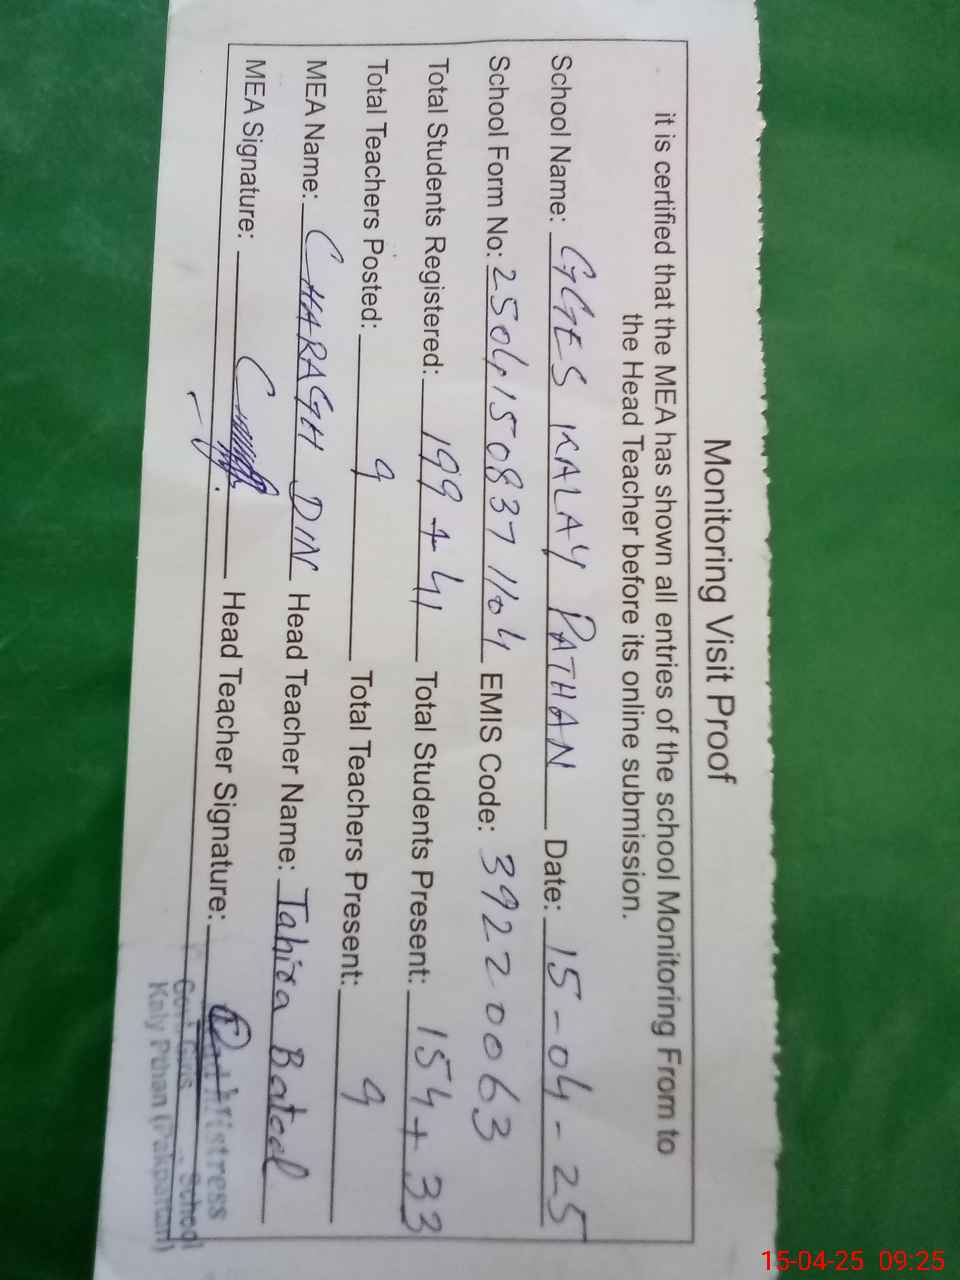 Monitoring Visit Proof
it is certified that the MEA has shown all entries of the school Monitoring From to
the Head Teacher before its online submission.
School Name: GGES KALAY PATHAN Date: 15-04-25
School Form No: 2504150837 1104 EMIS Code: 39220063
Total Students Registered: 199 + 41 Total Students Present: 154 + 33
Total Teachers Posted: 9 Total Teachers Present: 9
MEA Name: CHARAGH DIN Head Teacher Name: Tahira Batool
MEA Signature: Head Teacher Signature:
School
Kaly Pthan (Pakpattan)
15-04-25 09:25